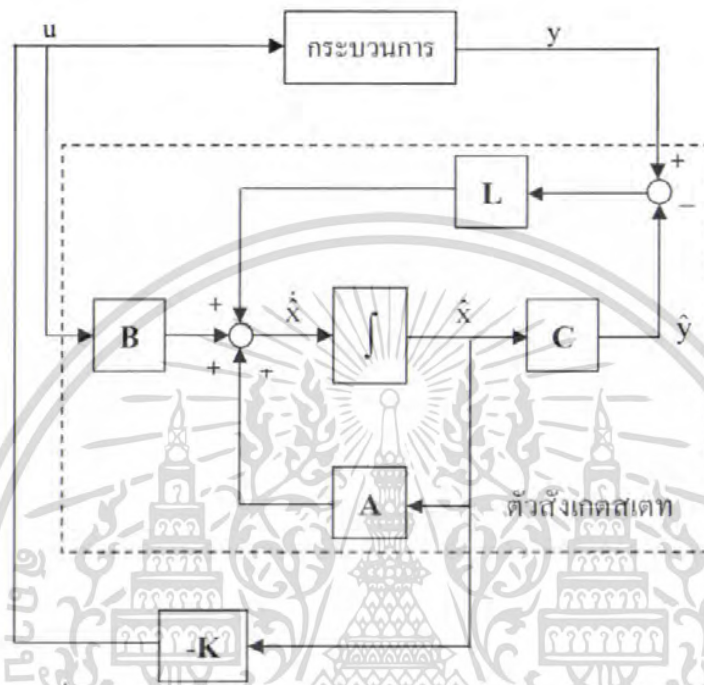 u
กระบวนการ
y
+
−
L
+
B
ẋ̂
∫
x̂
C
ŷ
+
+
A
ตัวสังเกตสเตท
-K